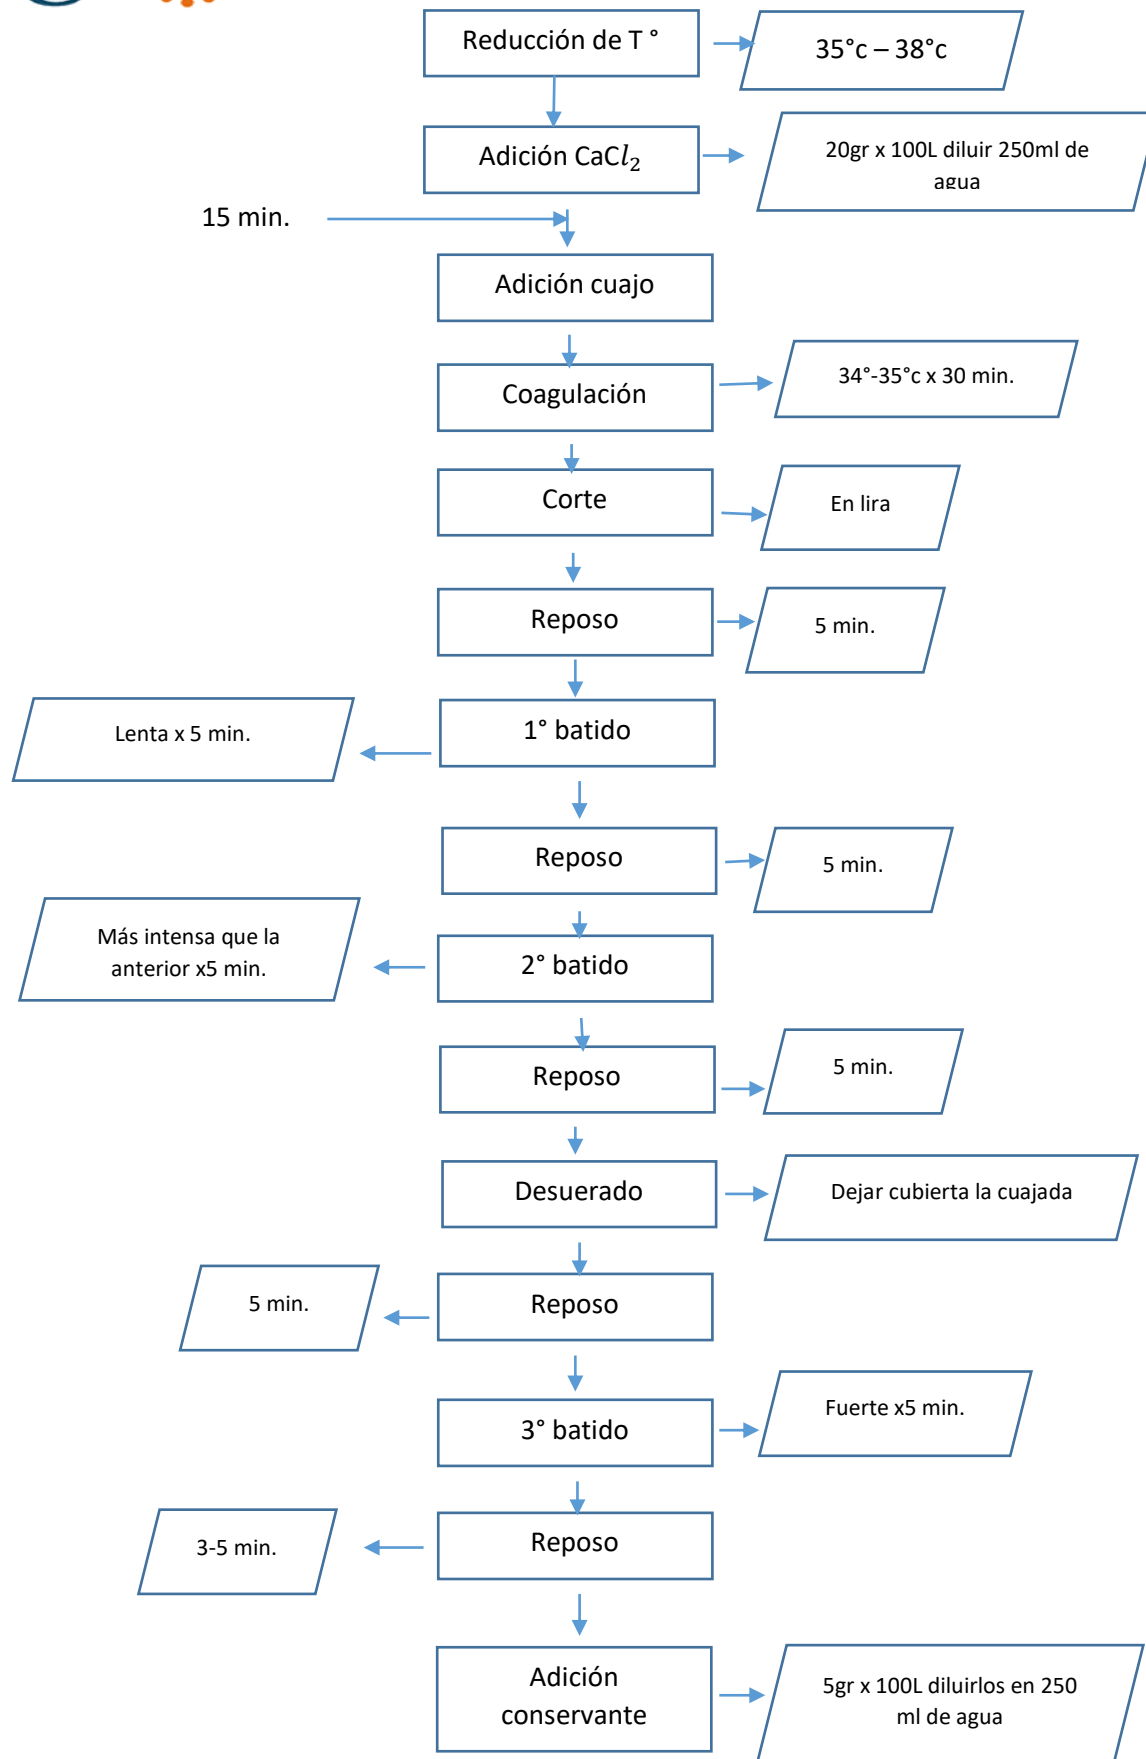 Reducción de T °
35°c – 38°c
Adición CaCl₂
20gr x 100L diluir 250ml de
agua
15 min.
Adición cuajo
Coagulación
34°-35°c x 30 min.
Corte
En lira
Reposo
5 min.
1° batido
Lenta x 5 min.
Reposo
5 min.
Más intensa que la
anterior x5 min.
2° batido
Reposo
5 min.
Desuerado
Dejar cubierta la cuajada
5 min.
Reposo
3° batido
Fuerte x5 min.
3-5 min.
Reposo
Adición
conservante
5gr x 100L diluirlos en 250
ml de agua